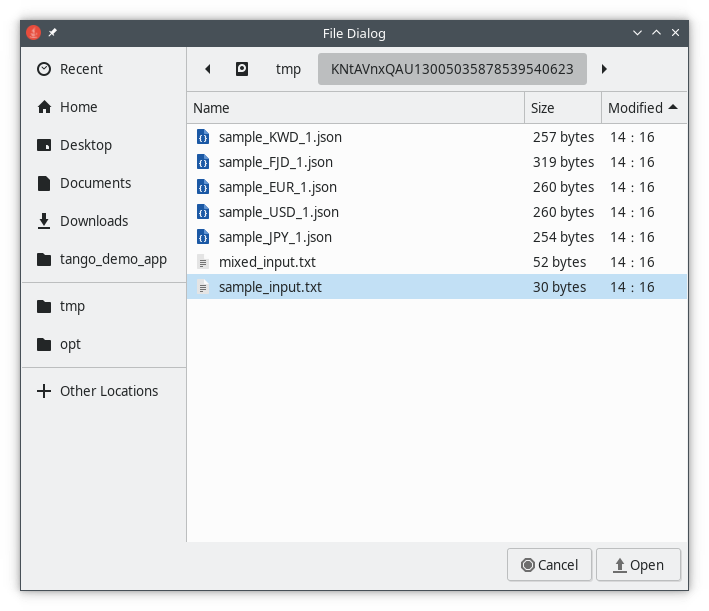 File Dialog
Recent
Home
Desktop
Documents
Downloads
tango_demo_app
tmp
opt
Other Locations
tmp KNtAVnxQAU13005035878539540623
Name Size Modified
sample_KWD_1.json 257 bytes 14 : 16
sample_FJD_1.json 319 bytes 14 : 16
sample_EUR_1.json 260 bytes 14 : 16
sample_USD_1.json 260 bytes 14 : 16
sample_JPY_1.json 254 bytes 14 : 16
mixed_input.txt 52 bytes 14 : 16
sample_input.txt 30 bytes 14 : 16
Cancel Open